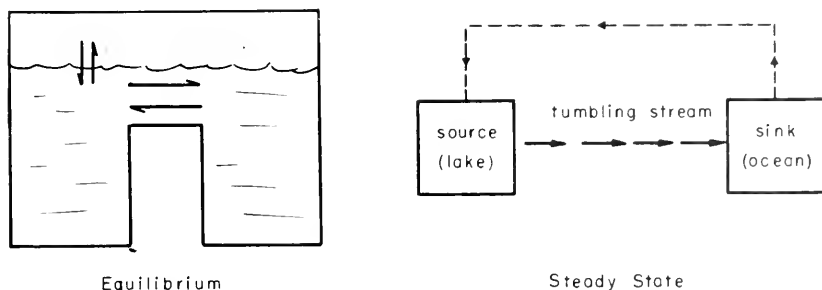 Equilibrium
source
(lake)
tumbling stream
sink
(ocean)
Steady State